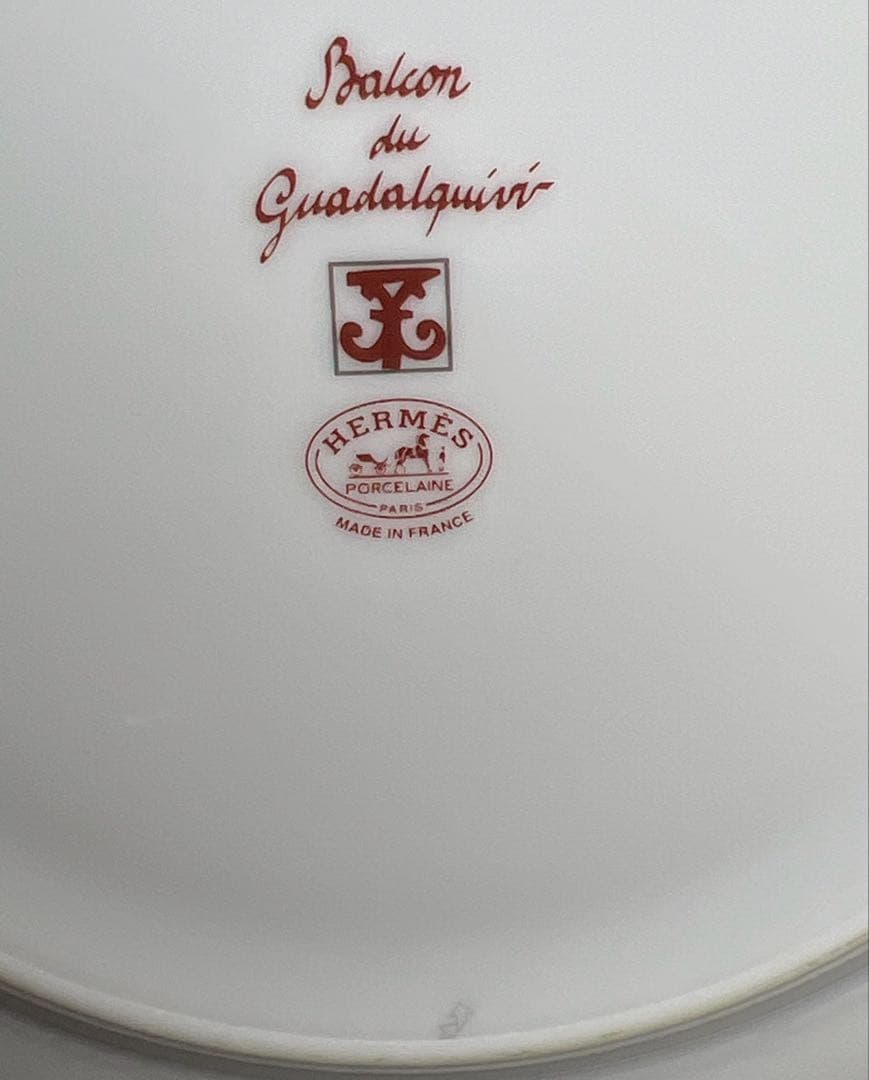 Balcon
du
Guadalquivir
HERMÈS
PORCELAINE
PARIS
MADE IN FRANCE